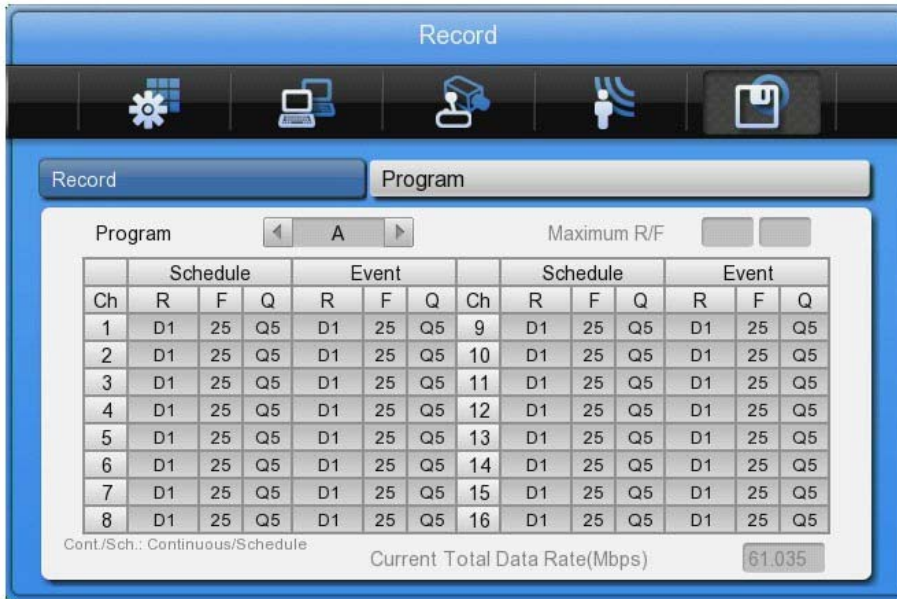 Record
Record Program
Program A Maximum R/F
Schedule Event Schedule Event
Ch R F Q R F Q Ch R F Q R F Q
1 D1 25 Q5 D1 25 Q5 9 D1 25 Q5 D1 25 Q5
2 D1 25 Q5 D1 25 Q5 10 D1 25 Q5 D1 25 Q5
3 D1 25 Q5 D1 25 Q5 11 D1 25 Q5 D1 25 Q5
4 D1 25 Q5 D1 25 Q5 12 D1 25 Q5 D1 25 Q5
5 D1 25 Q5 D1 25 Q5 13 D1 25 Q5 D1 25 Q5
6 D1 25 Q5 D1 25 Q5 14 D1 25 Q5 D1 25 Q5
7 D1 25 Q5 D1 25 Q5 15 D1 25 Q5 D1 25 Q5
8 D1 25 Q5 D1 25 Q5 16 D1 25 Q5 D1 25 Q5
Cont./Sch.: Continuous/Schedule
Current Total Data Rate(Mbps) 61.035